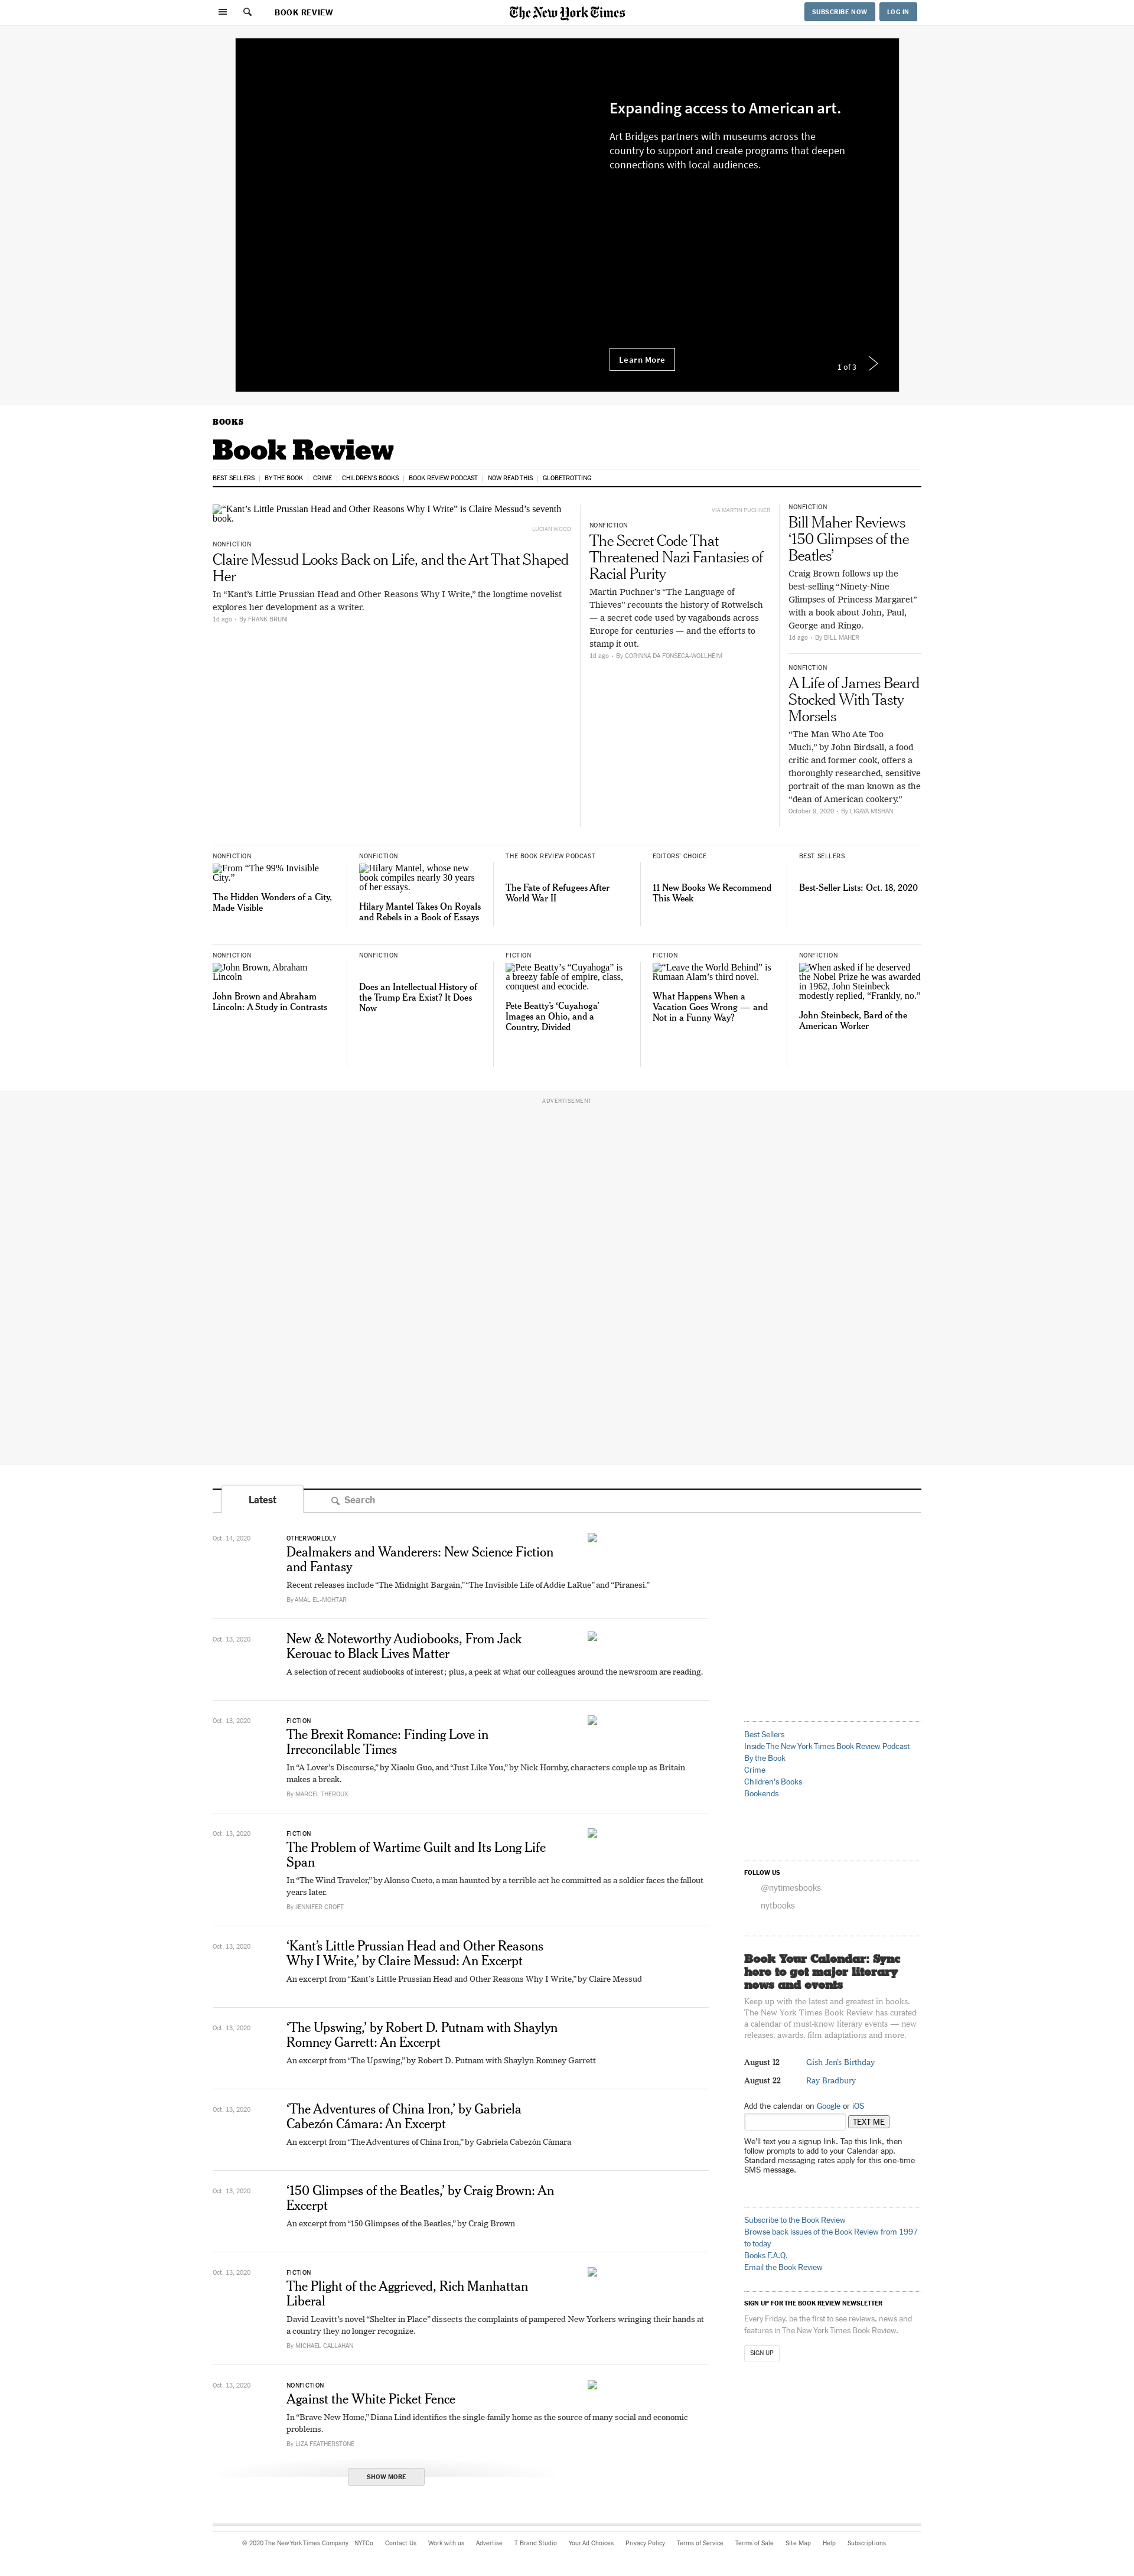 BOOK REVIEW
The New York Times
SUBSCRIBE NOW
LOG IN
Expanding access to American art.
Art Bridges partners with museums across the
country to support and create programs that deepen
connections with local audiences.
Learn More
1 of 3
BOOKS
Book Review
BEST SELLERS | BY THE BOOK | CRIME | CHILDREN'S BOOKS | BOOK REVIEW PODCAST | NOW READ THIS | GLOBETROTTING
“Kant’s Little Prussian Head and Other Reasons Why I Write” is Claire Messud’s seventh
book.
LUCIAN WOOD
NONFICTION
Claire Messud Looks Back on Life, and the Art That Shaped
Her
In “Kant’s Little Prussian Head and Other Reasons Why I Write,” the longtime novelist
explores her development as a writer.
1d ago • By FRANK BRUNI
VIA MARTIN PUCHNER
NONFICTION
The Secret Code That
Threatened Nazi Fantasies of
Racial Purity
Martin Puchner’s “The Language of
Thieves” recounts the history of Rotwelsch
— a secret code used by vagabonds across
Europe for centuries — and the efforts to
stamp it out.
1d ago • By CORINNA DA FONSECA-WOLLHEIM
NONFICTION
Bill Maher Reviews
‘150 Glimpses of the
Beatles’
Craig Brown follows up the
best-selling “Ninety-Nine
Glimpses of Princess Margaret”
with a book about John, Paul,
George and Ringo.
1d ago • By BILL MAHER
NONFICTION
A Life of James Beard
Stocked With Tasty
Morsels
“The Man Who Ate Too
Much,” by John Birdsall, a food
critic and former cook, offers a
thoroughly researched, sensitive
portrait of the man known as the
“dean of American cookery.”
October 9, 2020 • By LIGAYA MISHAN
NONFICTION
From “The 99% Invisible
City.”
The Hidden Wonders of a City,
Made Visible
NONFICTION
Hilary Mantel, whose new
book compiles nearly 30 years
of her essays.
Hilary Mantel Takes On Royals
and Rebels in a Book of Essays
THE BOOK REVIEW PODCAST
The Fate of Refugees After
World War II
EDITORS’ CHOICE
11 New Books We Recommend
This Week
BEST SELLERS
Best-Seller Lists: Oct. 18, 2020
NONFICTION
John Brown, Abraham
Lincoln
John Brown and Abraham
Lincoln: A Study in Contrasts
NONFICTION
Does an Intellectual History of
the Trump Era Exist? It Does
Now
FICTION
Pete Beatty’s “Cuyahoga” is
a breezy fable of empire, class,
conquest and ecocide.
Pete Beatty’s ‘Cuyahoga’
Images an Ohio, and a
Country, Divided
FICTION
“Leave the World Behind” is
Rumaan Alam’s third novel.
What Happens When a
Vacation Goes Wrong — and
Not in a Funny Way?
NONFICTION
When asked if he deserved
the Nobel Prize he was awarded
in 1962, John Steinbeck
modestly replied, “Frankly, no.”
John Steinbeck, Bard of the
American Worker
ADVERTISEMENT
Latest
Search
Oct. 14, 2020
OTHERWORLDLY
Dealmakers and Wanderers: New Science Fiction
and Fantasy
Recent releases include “The Midnight Bargain,” “The Invisible Life of Addie LaRue” and “Piranesi.”
By AMAL EL-MOHTAR
Oct. 13, 2020
New & Noteworthy Audiobooks, From Jack
Kerouac to Black Lives Matter
A selection of recent audiobooks of interest; plus, a peek at what our colleagues around the newsroom are reading.
Oct. 13, 2020
FICTION
The Brexit Romance: Finding Love in
Irreconcilable Times
In “A Lover’s Discourse,” by Xiaolu Guo, and “Just Like You,” by Nick Hornby, characters couple up as Britain
makes a break.
By MARCEL THEROUX
Oct. 13, 2020
FICTION
The Problem of Wartime Guilt and Its Long Life
Span
In “The Wind Traveler,” by Alonso Cueto, a man haunted by a terrible act he committed as a soldier faces the fallout
years later.
By JENNIFER CROFT
Oct. 13, 2020
‘Kant’s Little Prussian Head and Other Reasons
Why I Write,’ by Claire Messud: An Excerpt
An excerpt from “Kant’s Little Prussian Head and Other Reasons Why I Write,” by Claire Messud
Oct. 13, 2020
‘The Upswing,’ by Robert D. Putnam with Shaylyn
Romney Garrett: An Excerpt
An excerpt from “The Upswing,” by Robert D. Putnam with Shaylyn Romney Garrett
Oct. 13, 2020
‘The Adventures of China Iron,’ by Gabriela
Cabezón Cámara: An Excerpt
An excerpt from “The Adventures of China Iron,” by Gabriela Cabezón Cámara
Oct. 13, 2020
‘150 Glimpses of the Beatles,’ by Craig Brown: An
Excerpt
An excerpt from “150 Glimpses of the Beatles,” by Craig Brown
Oct. 13, 2020
FICTION
The Plight of the Aggrieved, Rich Manhattan
Liberal
David Leavitt’s novel “Shelter in Place” dissects the complaints of pampered New Yorkers wringing their hands at
a country they no longer recognize.
By MICHAEL CALLAHAN
Oct. 13, 2020
NONFICTION
Against the White Picket Fence
In “Brave New Home,” Diana Lind identifies the single-family home as the source of many social and economic
problems.
By LIZA FEATHERSTONE
SHOW MORE
Best Sellers
Inside The New York Times Book Review Podcast
By the Book
Crime
Children's Books
Bookends
FOLLOW US
@nytimesbooks
nytbooks
Book Your Calendar: Sync
here to get major literary
news and events
Keep up with the latest and greatest in books.
The New York Times Book Review has curated
a calendar of must-know literary events — new
releases, awards, film adaptations and more.
August 12 Gish Jen's Birthday
August 22 Ray Bradbury
Add the calendar on Google or iOS
TEXT ME
We’ll text you a signup link. Tap this link, then
follow prompts to add to your Calendar app.
Standard messaging rates apply for this one-time
SMS message.
Subscribe to the Book Review
Browse back issues of the Book Review from 1997
to today
Books F.A.Q.
Email the Book Review
SIGN UP FOR THE BOOK REVIEW NEWSLETTER
Every Friday, be the first to see reviews, news and
features in The New York Times Book Review.
SIGN UP
© 2020 The New York Times Company NYTCo Contact Us Work with us Advertise T Brand Studio Your Ad Choices Privacy Policy Terms of Service Terms of Sale Site Map Help Subscriptions